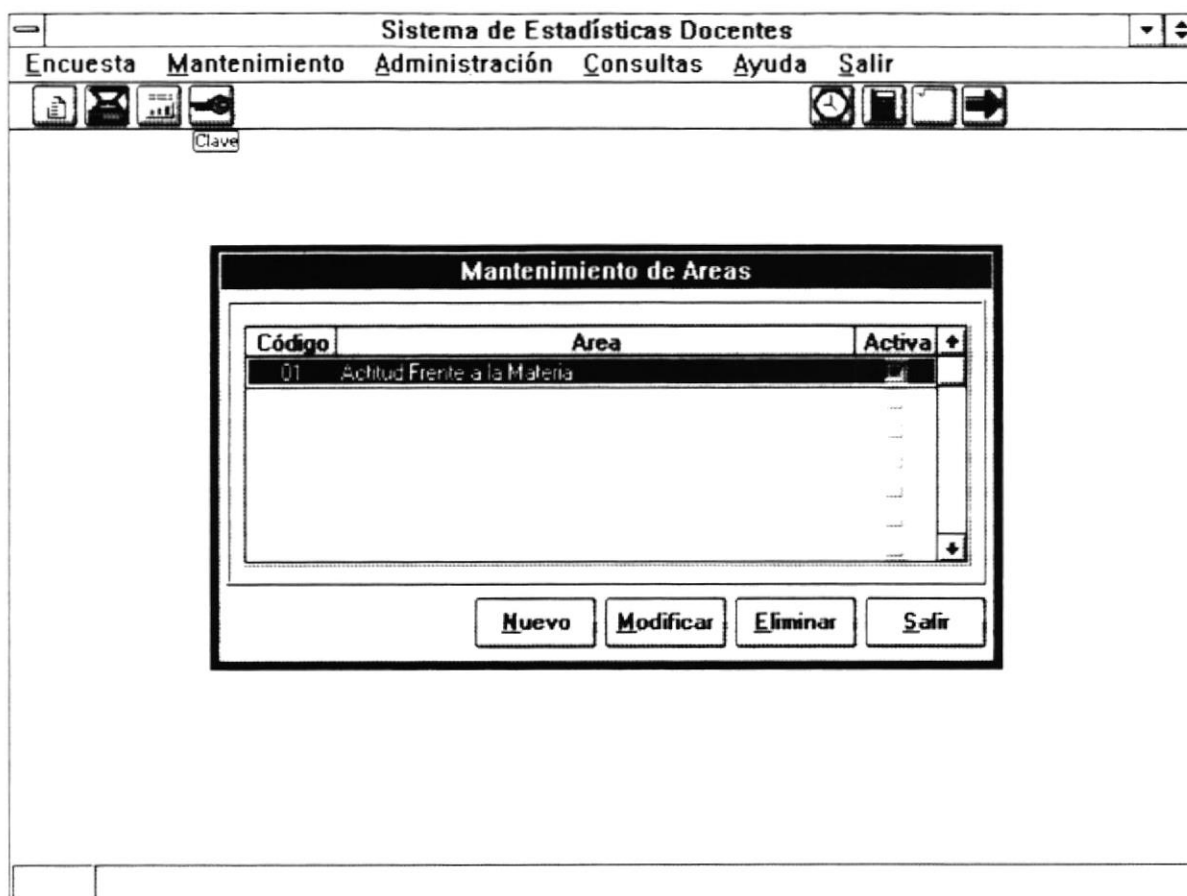 Sistema de Estadísticas Docentes
Encuesta Mantenimiento Administración Consultas Ayuda Salir
Clave
Mantenimiento de Areas
Código Area Activa
01 Actitud Frente a la Materia
Nuevo Modificar Eliminar Salir